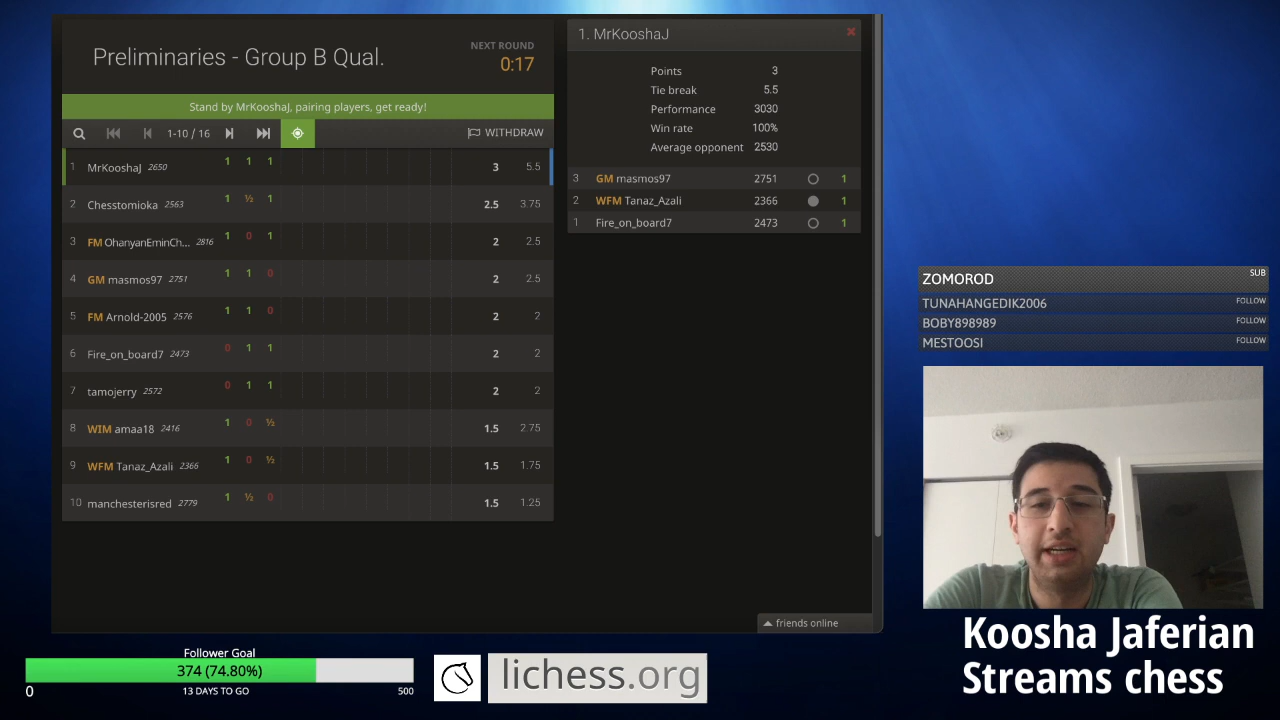 Preliminaries - Group B Qual.
NEXT ROUND
0:17
Stand by MrKooshaJ, pairing players, get ready!
1-10 / 16
WITHDRAW
1 MrKooshaJ 2650 1 1 1 3 5.5
2 Chesstomioka 2563 1 ½ 1 2.5 3.75
3 FM OhanyanEminCh... 2816 1 0 1 2 2.5
4 GM masmos97 2751 1 1 0 2 2.5
5 FM Arnold-2005 2576 1 1 0 2 2
6 Fire_on_board7 2473 0 1 1 2 2
7 tamojerry 2572 0 1 1 2 2
8 WIM amaa18 2416 1 0 ½ 1.5 2.75
9 WFM Tanaz_Azali 2366 1 0 ½ 1.5 1.75
10 manchesterisred 2779 1 ½ 0 1.5 1.25
1. MrKooshaJ
Points 3
Tie break 5.5
Performance 3030
Win rate 100%
Average opponent 2530
3 GM masmos97 2751 1
2 WFM Tanaz_Azali 2366 1
1 Fire_on_board7 2473 1
friends online
ZOMOROD SUB
TUNAHANGEDIK2006 FOLLOW
BOBY898989 FOLLOW
MESTOOSI FOLLOW
Koosha Jaferian
Streams chess
Follower Goal
374 (74.80%)
0 13 DAYS TO GO 500
lichess.org